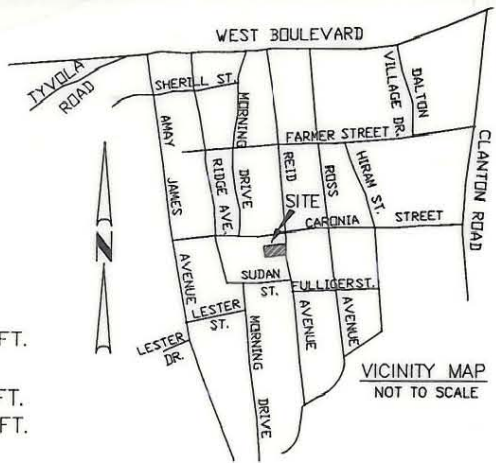 WEST BOULEVARD
TYVOLA
ROAD
SHERILL ST.
MORNING
DRIVE
VILLAGE DR.
DALTON
FARMER STREET
AMAY
JAMES
AVENUE
RIDGE AVE.
REID
ROSS
HIRAM ST.
CLANTON ROAD
SITE
CARONIA STREET
N
SUDAN
ST.
FULLIGER ST.
LESTER
ST.
AVENUE
AVENUE
LESTER
DR.
MORNING
DRIVE
VICINITY MAP
NOT TO SCALE
FT.
FT.
FT.